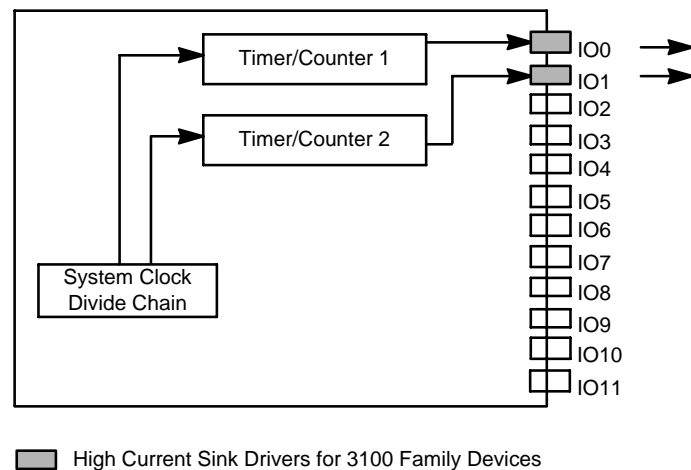 Timer/Counter 1
Timer/Counter 2
System Clock
Divide Chain
IO0
IO1
IO2
IO3
IO4
IO5
IO6
IO7
IO8
IO9
IO10
IO11
High Current Sink Drivers for 3100 Family Devices